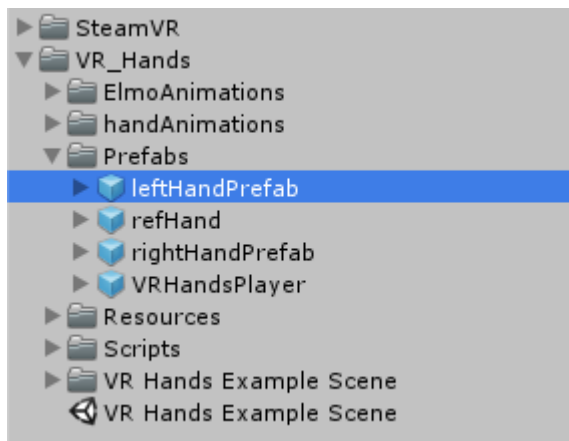 SteamVR
VR_Hands
ElmoAnimations
handAnimations
Prefabs
leftHandPrefab
refHand
rightHandPrefab
VRHandsPlayer
Resources
Scripts
VR Hands Example Scene
VR Hands Example Scene